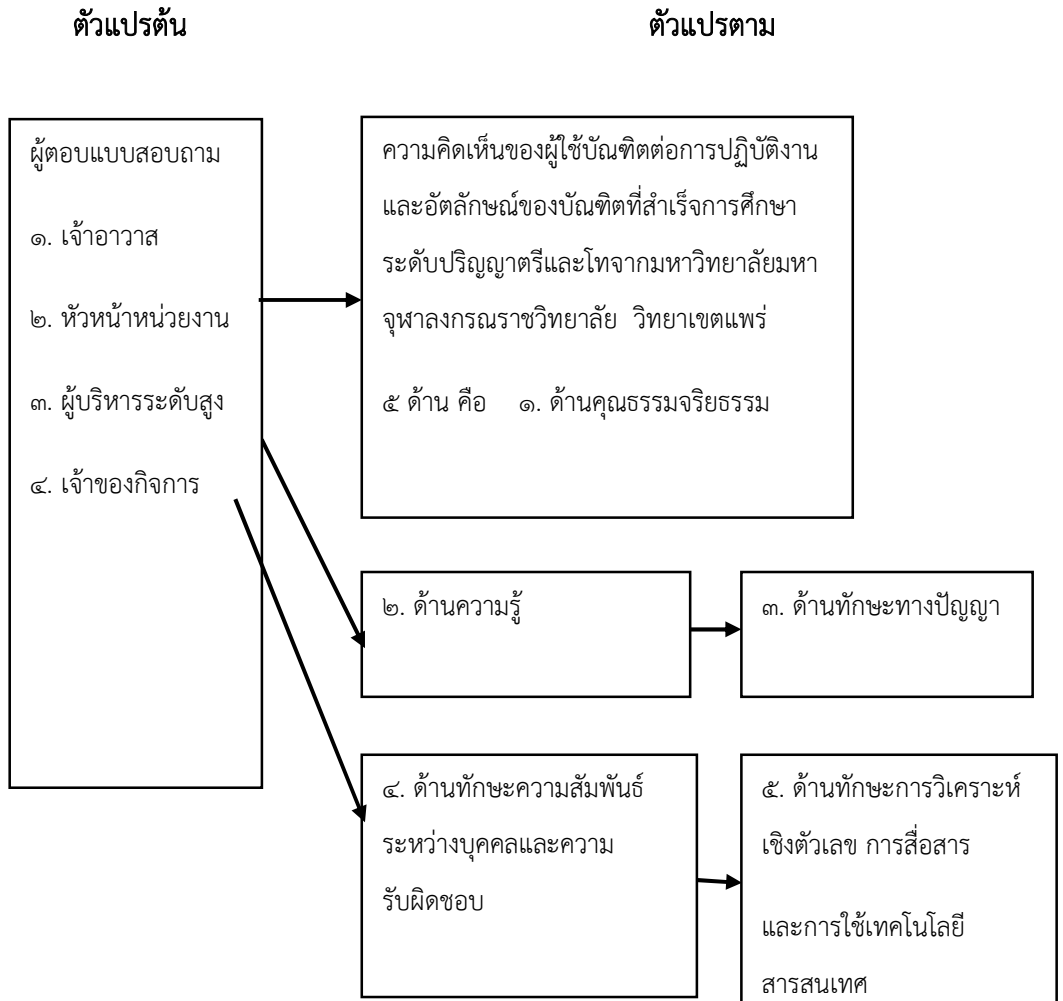 ตัวแปรต้น
ตัวแปรตาม
ผู้ตอบแบบสอบถาม
๑. เจ้าอาวาส
๒. หัวหน้าหน่วยงาน
๓. ผู้บริหารระดับสูง
๔. เจ้าของกิจการ
ความคิดเห็นของผู้ใช้บัณฑิตต่อการปฏิบัติงาน
และอัตลักษณ์ของบัณฑิตที่สำเร็จการศึกษา
ระดับปริญญาตรีและโทจากมหาวิทยาลัยมหา
จุฬาลงกรณราชวิทยาลัย วิทยาเขตแพร่
๕ ด้าน คือ ๑. ด้านคุณธรรมจริยธรรม
๒. ด้านความรู้
๓. ด้านทักษะทางปัญญา
๔. ด้านทักษะความสัมพันธ์
ระหว่างบุคคลและความ
รับผิดชอบ
๕. ด้านทักษะการวิเคราะห์
เชิงตัวเลข การสื่อสาร
และการใช้เทคโนโลยี
สารสนเทศ